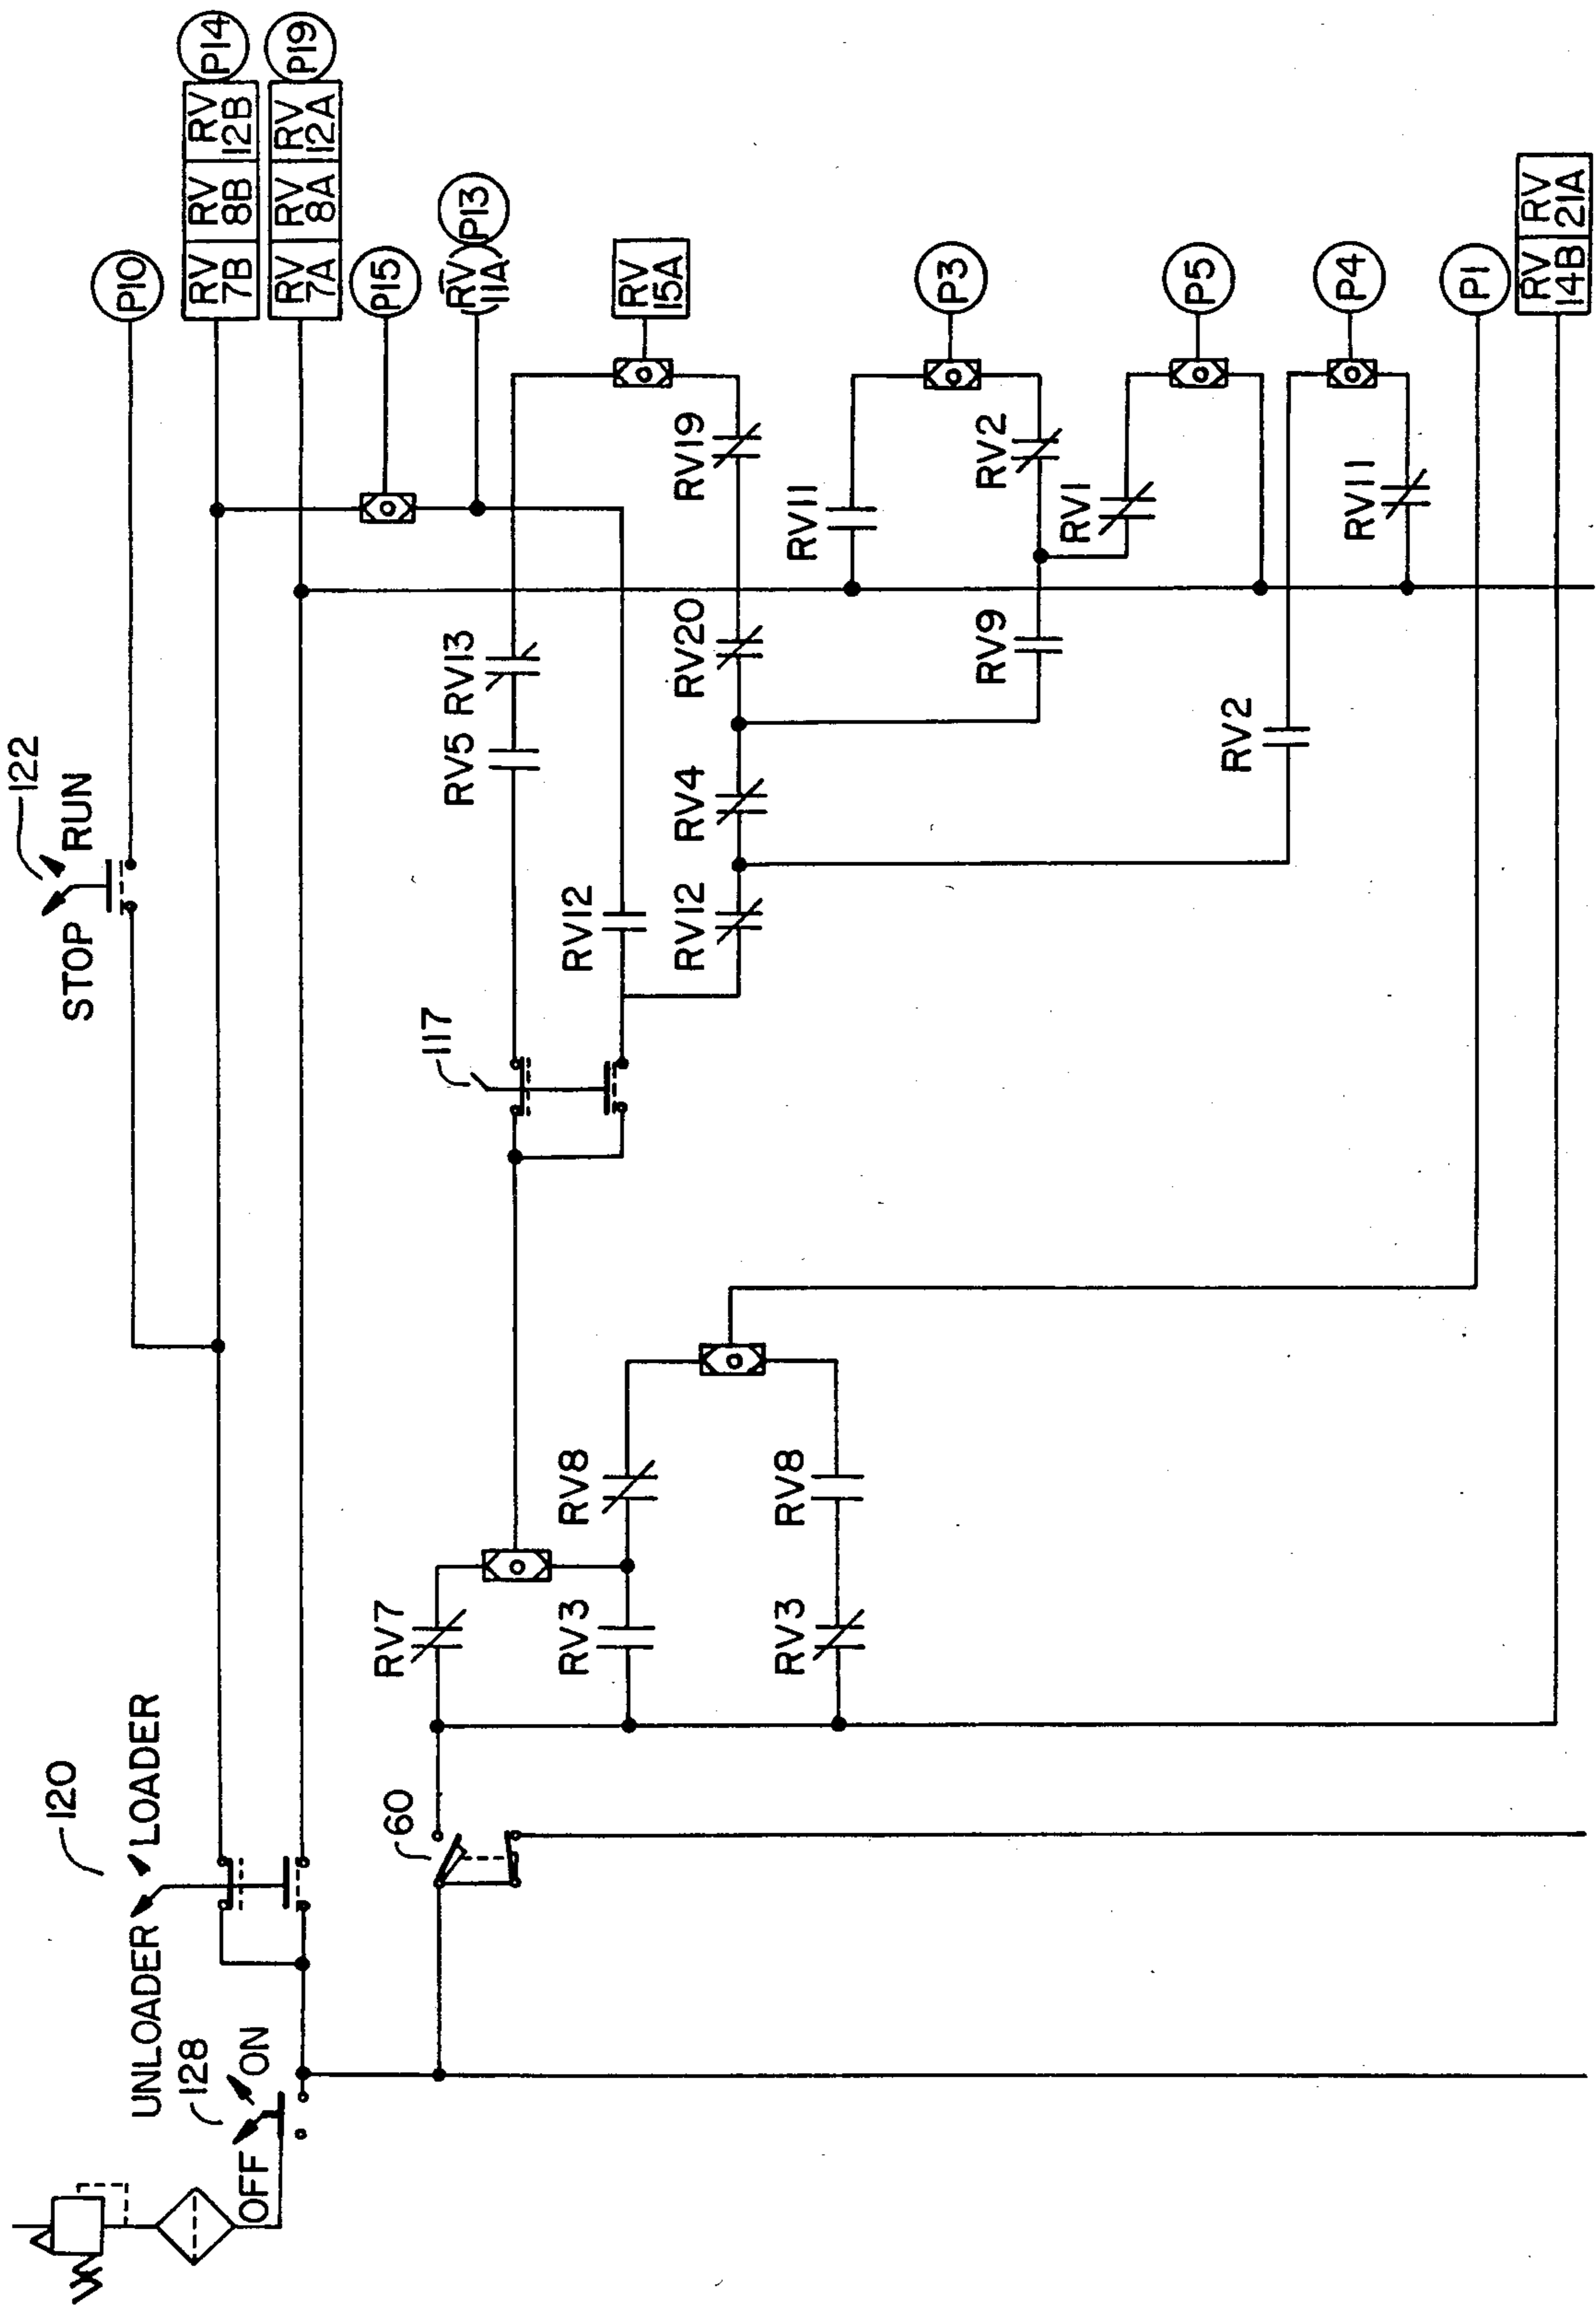 122
STOP
RUN
P10
120
UNLOADER
LOADER
RV 7B
RV 8B
RV 12B
P14
128
OFF
ON
RV 7A
RV 8A
RV 12A
P19
P15
RV 11A
P13
60
RV7
117
RV5
RV13
RV 15A
RV3
RV8
RV12
RV12
RV4
RV20
RV19
RV3
RV8
RV11
P3
RV9
RV2
RV1
P5
RV2
RV11
P4
P1
RV 14B
RV 21A